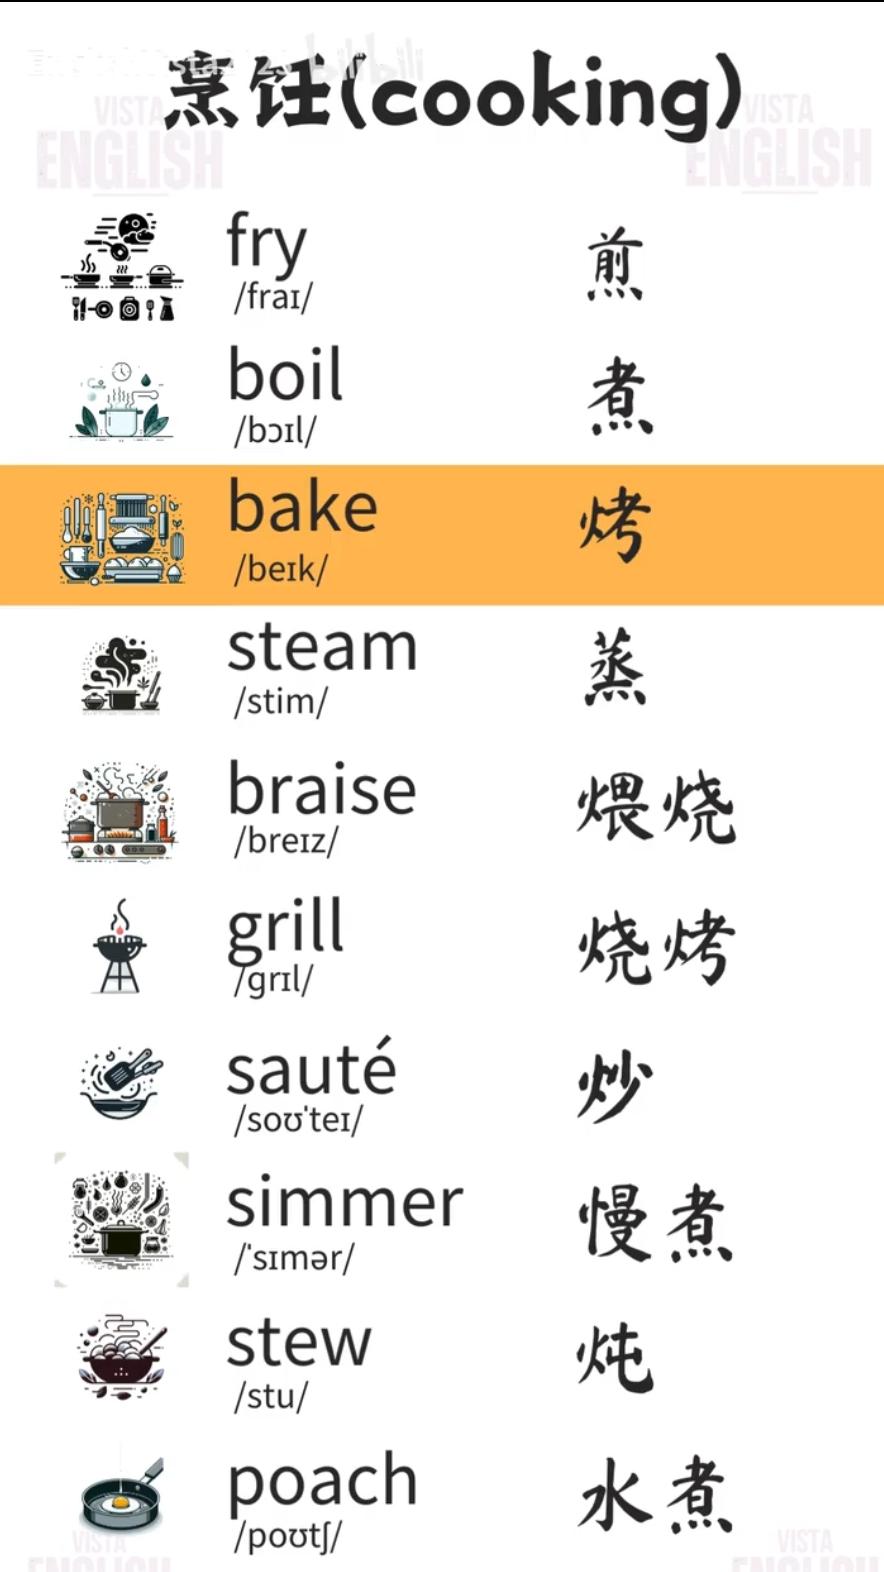 烹饪(cooking)
VISTA ENGLISH
VISTA ENGLISH
fry 煎
/fraɪ/
boil 煮
/bɔɪl/
bake 烤
/beɪk/
steam 蒸
/stim/
braise 煨烧
/breɪz/
grill 烧烤
/grɪl/
sauté 炒
/soʊˈteɪ/
simmer 慢煮
/ˈsɪmər/
stew 炖
/stu/
poach 水煮
/poʊtʃ/
VISTA ENGLISH
VISTA ENGLISH